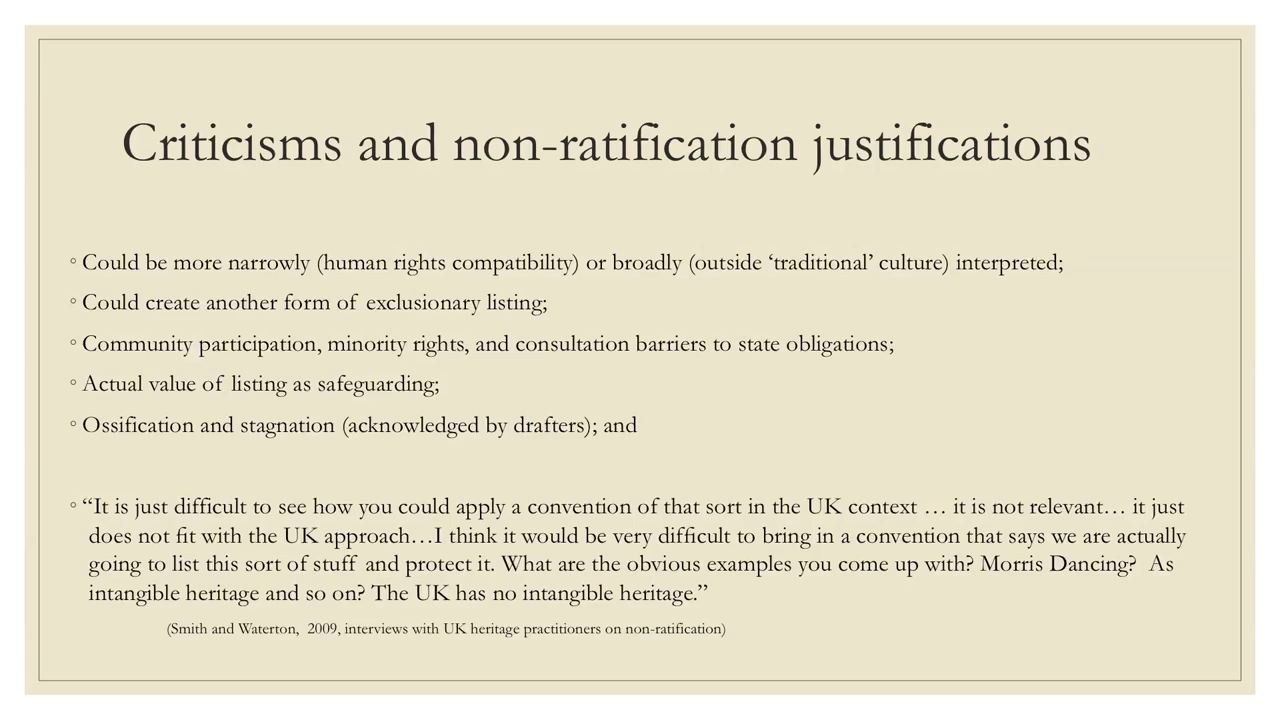 Criticisms and non-ratification justifications
◦ Could be more narrowly (human rights compatibility) or broadly (outside ‘traditional’ culture) interpreted;
◦ Could create another form of exclusionary listing;
◦ Community participation, minority rights, and consultation barriers to state obligations;
◦ Actual value of listing as safeguarding;
◦ Ossification and stagnation (acknowledged by drafters); and
◦ “It is just difficult to see how you could apply a convention of that sort in the UK context … it is not relevant… it just
does not fit with the UK approach…I think it would be very difficult to bring in a convention that says we are actually
going to list this sort of stuff and protect it. What are the obvious examples you come up with? Morris Dancing? As
intangible heritage and so on? The UK has no intangible heritage.”
(Smith and Waterton, 2009, interviews with UK heritage practitioners on non-ratification)